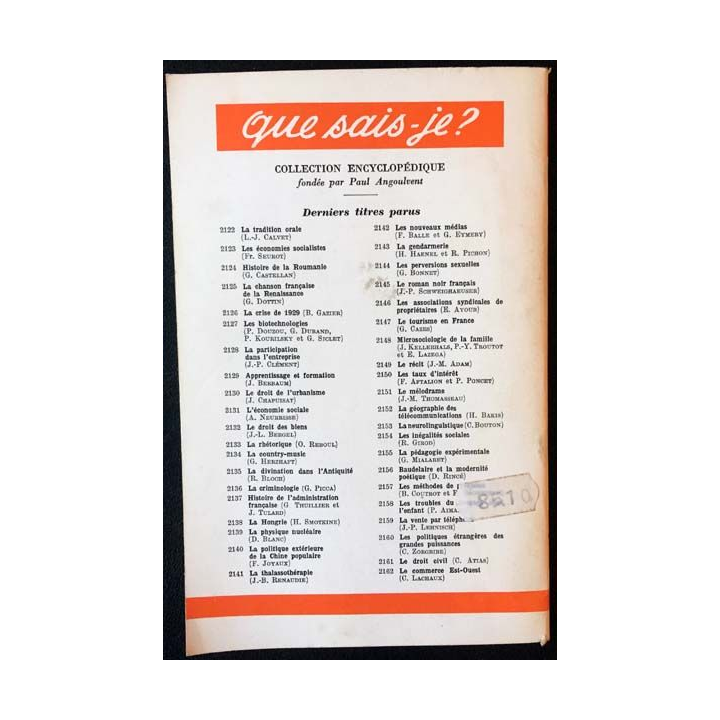 que sais-je?
COLLECTION ENCYCLOPÉDIQUE
fondée par Paul Angoulvent
Derniers titres parus
2122 La tradition orale
(L.-J. CALVET)
2123 Les économies socialistes
(Fr. SEUROT)
2124 Histoire de la Roumanie
(G. CASTELLAN)
2125 La chanson française
de la Renaissance
(G. DOTTIN)
2126 La crise de 1929 (B. GAZIER)
2127 Les biotechnologies
(P. DOUZOU, G. DURAND,
P. KOURILSKY et G. SICLET)
2128 La participation
dans l'entreprise
(J.-P. CLÉMENT)
2129 Apprentissage et formation
(J. BERBAUM)
2130 Le droit de l'urbanisme
(J. CHAPUISAT)
2131 L'économie sociale
(A. NEURRISSE)
2132 Le droit des biens
(J.-L. BERGEL)
2133 La rhétorique (O. REBOUL)
2134 La country-music
(G. HERZHAFT)
2135 La divination dans l'Antiquité
(R. BLOCH)
2136 La criminologie (G. PICCA)
2137 Histoire de l'administration
française (G. THUILLIER et
J. TULARD)
2138 La Hongrie (H. SMOTKINE)
2139 La physique nucléaire
(D. BLANC)
2140 La politique extérieure
de la Chine populaire
(F. JOYAUX)
2141 La thalassothérapie
(J.-B. RENAUDIE)
2142 Les nouveaux médias
(F. BALLE et G. EYMERY)
2143 La gendarmerie
(H. HAENEL et R. PICHON)
2144 Les perversions sexuelles
(G. BONNET)
2145 Le roman noir français
(J.-P. SCHWEIGHAEUSER)
2146 Les associations syndicales de
propriétaires (E. AYOUB)
2147 Le tourisme en France
(G. CAZES)
2148 Microsociologie de la famille
(J. KELLERHALS, P.-Y. TROUTOT
et E. LAZEGA)
2149 Le récit (J.-M. ADAM)
2150 Les taux d'intérêt
(F. AFTALION et P. PONCET)
2151 Le mélodrame
(J.-M. THOMASSEAU)
2152 La géographie des
télécommunications (H. BAKIS)
2153 La neurolinguistique (C. BOUTON)
2154 Les inégalités sociales
(R. GIROD)
2155 La pédagogie expérimentale
(G. MIALARET)
2156 Baudelaire et la modernité
poétique (D. RINCÉ)
2157 Les méthodes de
(B. COUTROT et F
2158 Les troubles du
l'enfant (P. AIMA
2159 La vente par téléph
(J.-P. LEHNISCH)
2160 Les politiques étrangères des
grandes puissances
(C. ZORGBIBE)
2161 Le droit civil (C. ATIAS)
2162 Le commerce Est-Ouest
(C. LACHAUX)